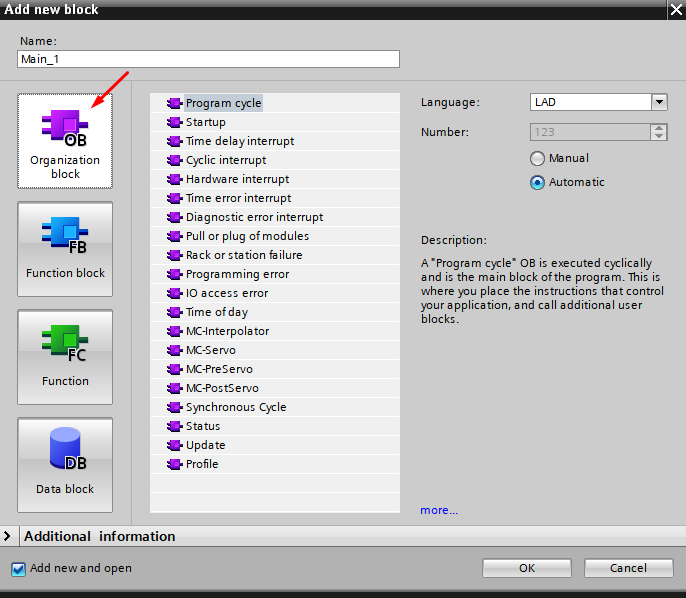 Add new block
Name:
Main_1
OB
Organization
block
FB
Function block
FC
Function
DB
Data block
Program cycle
Startup
Time delay interrupt
Cyclic interrupt
Hardware interrupt
Time error interrupt
Diagnostic error interrupt
Pull or plug of modules
Rack or station failure
Programming error
IO access error
Time of day
MC-Interpolator
MC-Servo
MC-PreServo
MC-PostServo
Synchronous Cycle
Status
Update
Profile
Language: LAD
Number: 123
Manual
Automatic
Description:
A "Program cycle" OB is executed cyclically
and is the main block of the program. This is
where you place the instructions that control
your application, and call additional user
blocks.
more...
Additional information
Add new and open
OK Cancel